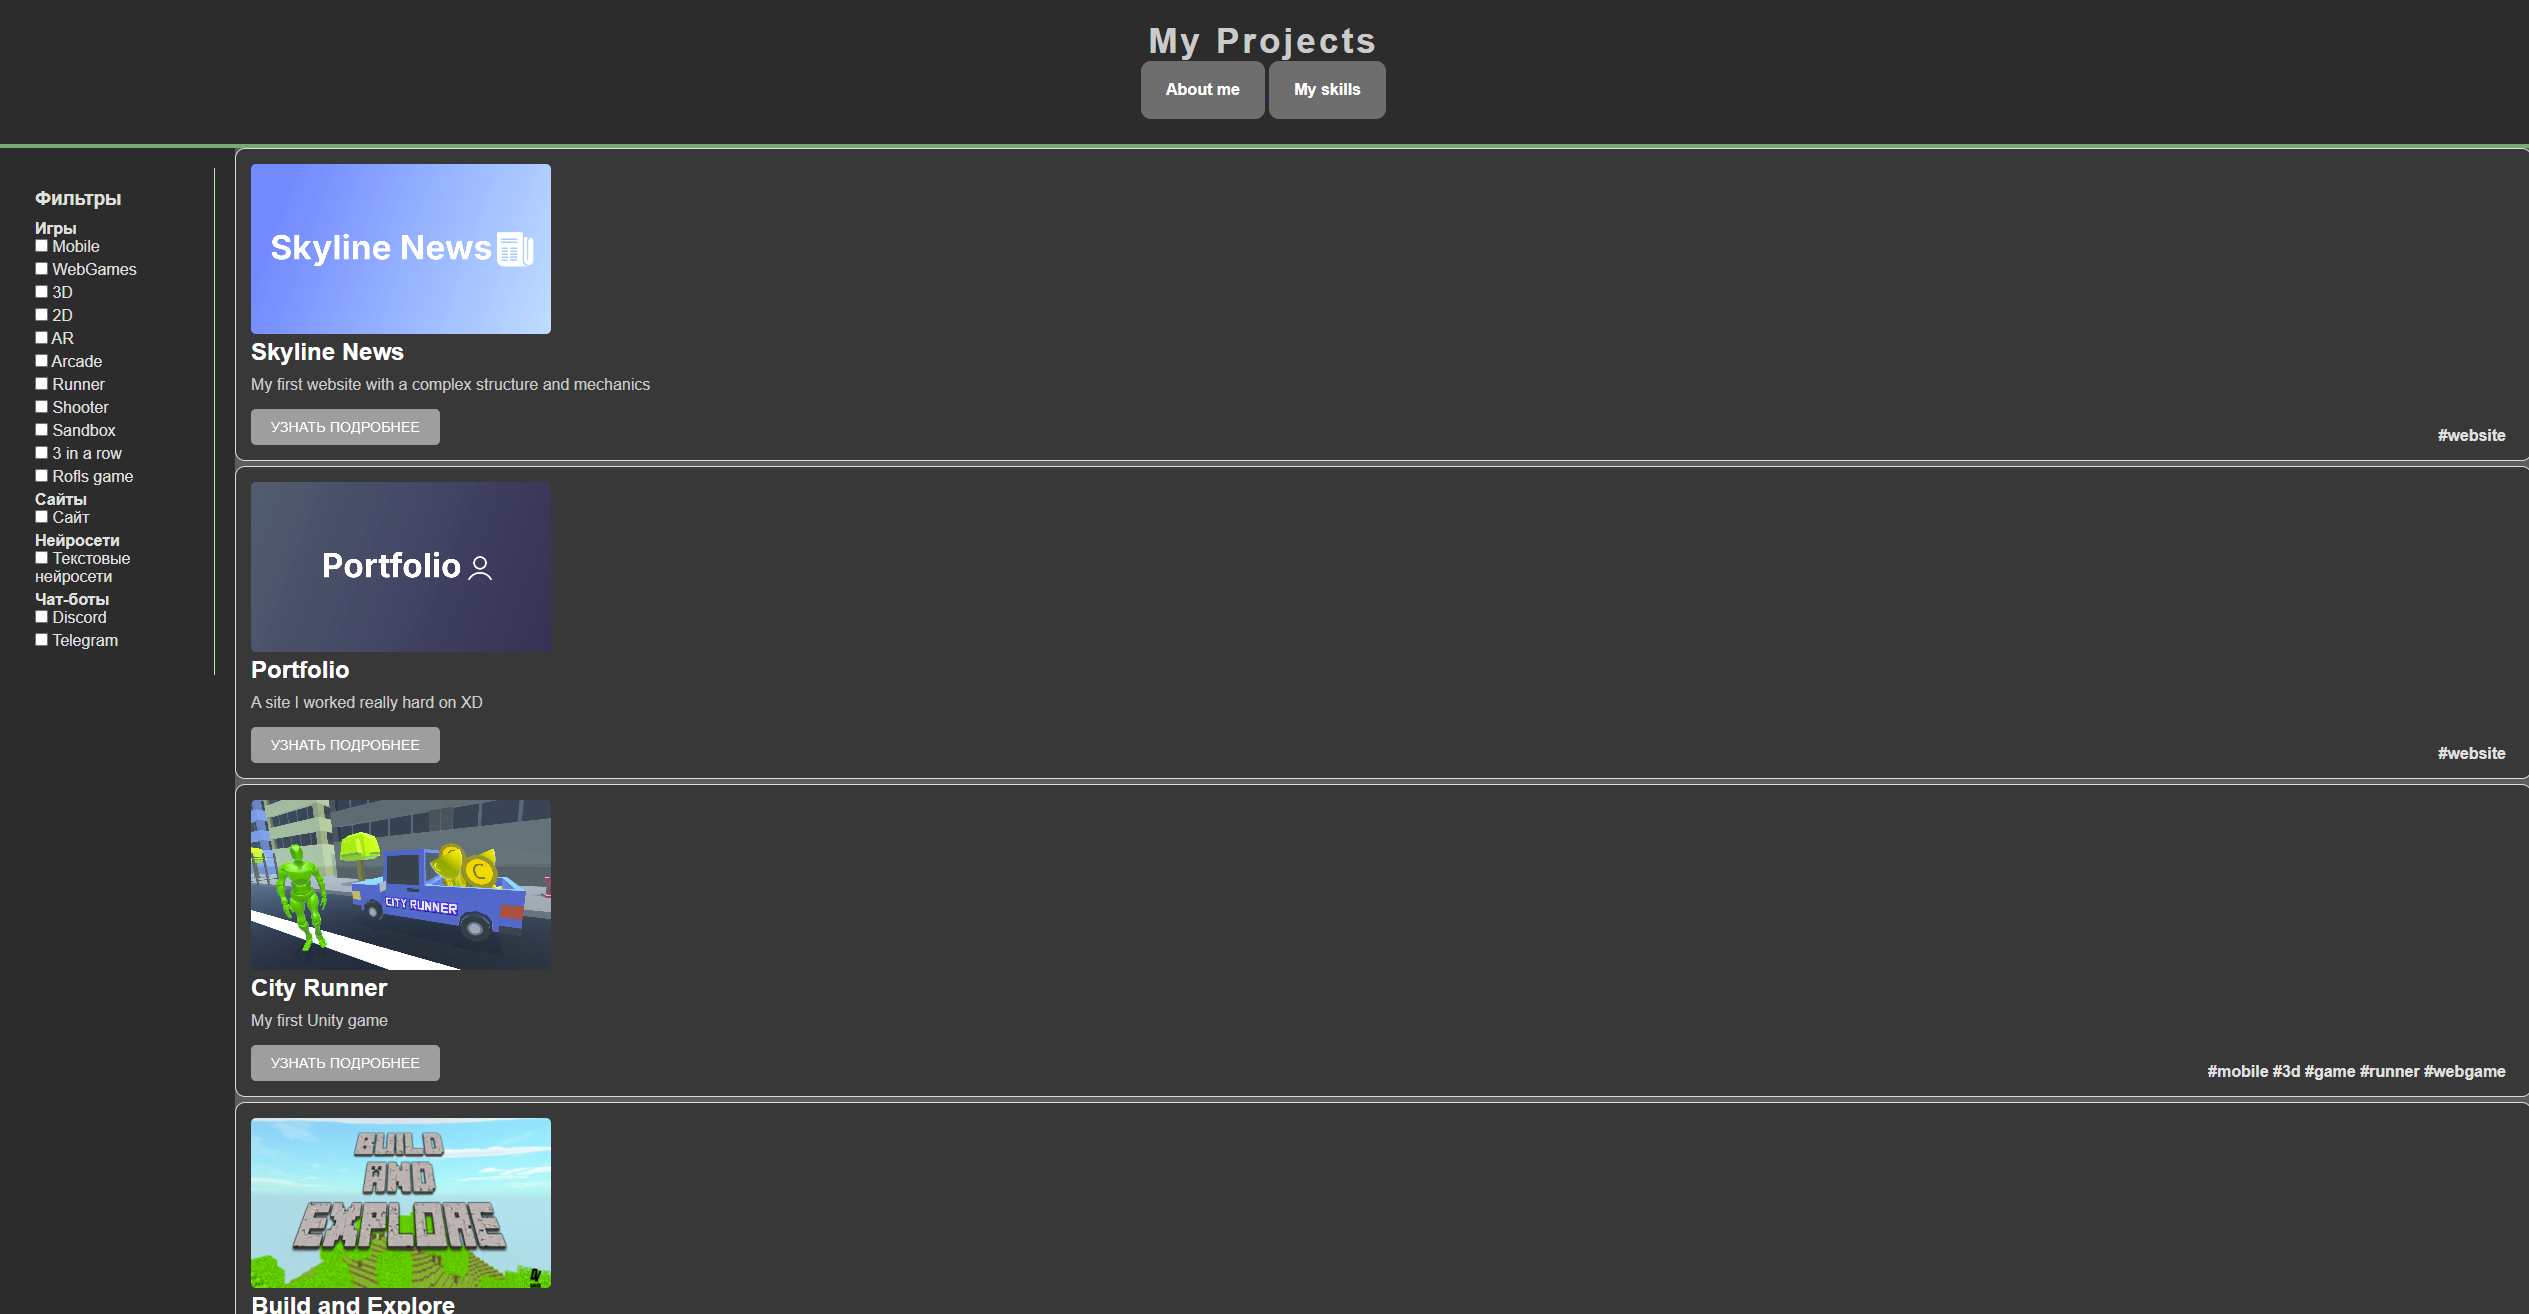 My Projects
About me My skills
Фильтры
Игры
Mobile
WebGames
3D
2D
AR
Arcade
Runner
Shooter
Sandbox
3 in a row
Rofls game
Сайты
Сайт
Нейросети
Текстовые
нейросети
Чат-боты
Discord
Telegram
Skyline News
Skyline News
My first website with a complex structure and mechanics
УЗНАТЬ ПОДРОБНЕЕ
#website
Portfolio
Portfolio
A site I worked really hard on XD
УЗНАТЬ ПОДРОБНЕЕ
#website
CITY RUNNER
City Runner
My first Unity game
УЗНАТЬ ПОДРОБНЕЕ
#mobile #3d #game #runner #webgame
BUILD
AND
EXPLORE
Build and Explore